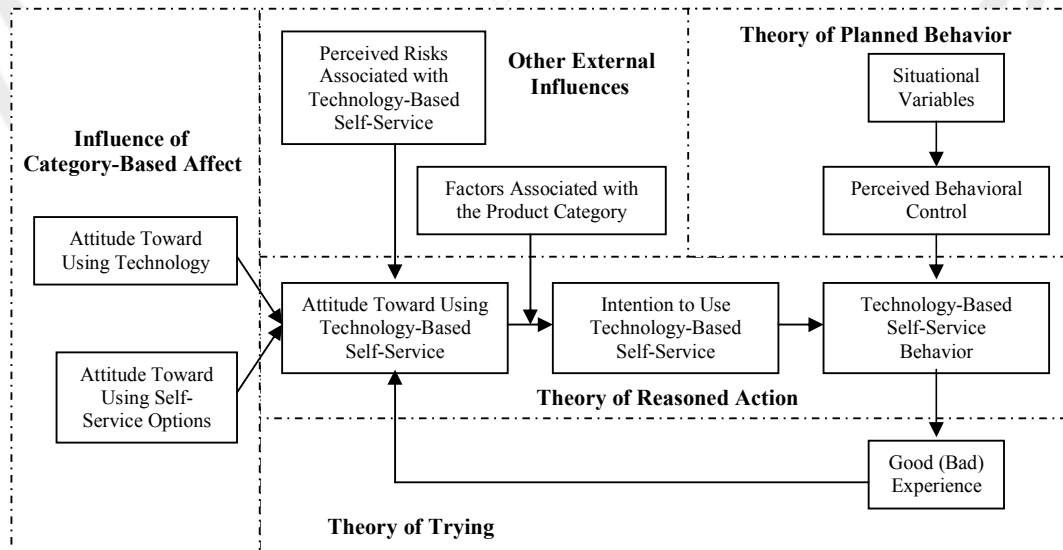 Theory of Planned Behavior
Other External
Influences
Perceived Risks
Associated with
Technology-Based
Self-Service
Situational
Variables
Influence of
Category-Based Affect
Factors Associated with
the Product Category
Perceived Behavioral
Control
Attitude Toward
Using Technology
Attitude Toward Using
Technology-Based
Self-Service
Intention to Use
Technology-Based
Self-Service
Technology-Based
Self-Service
Behavior
Attitude Toward
Using Self-
Service Options
Theory of Reasoned Action
Good (Bad)
Experience
Theory of Trying